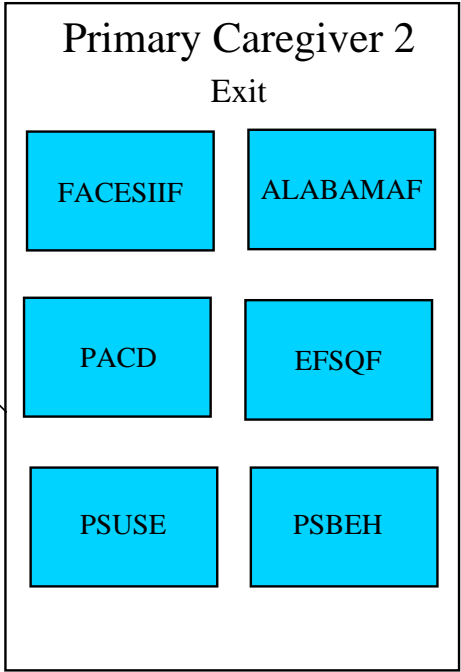 Primary Caregiver 2
Exit
FACESIIF
ALABAMAF
PACD
EFSQF
PSUSE
PSBEH